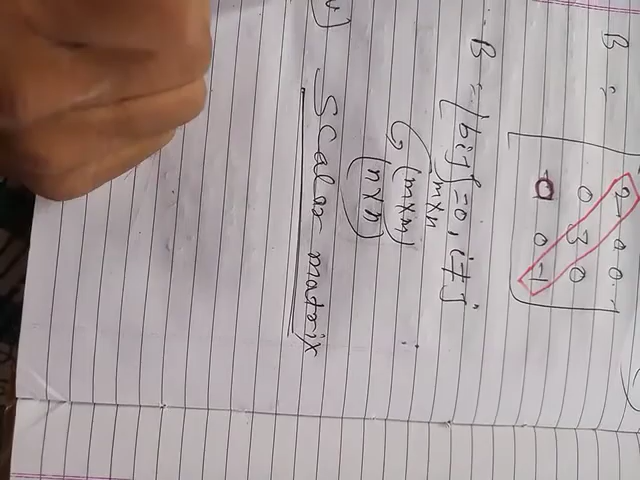 B =
2 0 0
0 3 0
0 0 -1
B = [bij = 0, i ≠ j
m×n
(m×m)
(n×n)
v) Scalar matrix